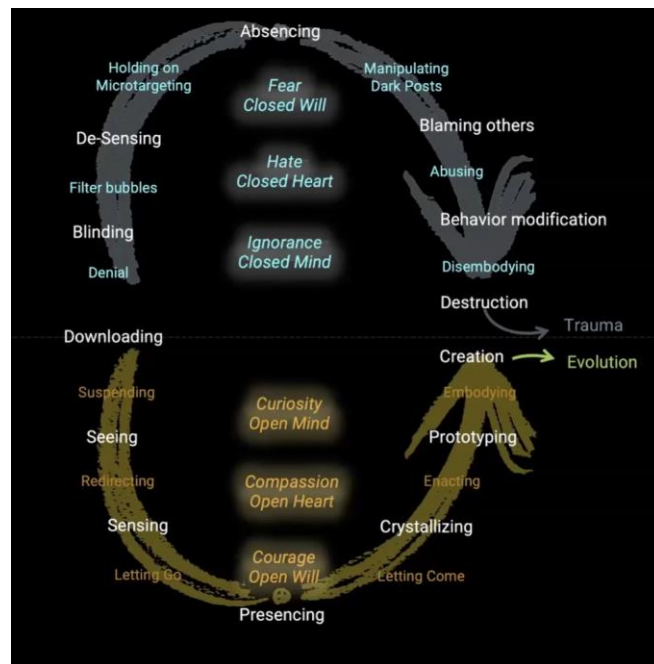 Absencing
Holding on
Microtargeting
Manipulating
Dark Posts
Fear
Closed Will
Blaming others
De-Sensing
Hate
Closed Heart
Abusing
Filter bubbles
Behavior modification
Blinding
Ignorance
Closed Mind
Denial
Disembodying
Destruction
Trauma
Downloading
Creation
Evolution
Suspending
Embodying
Curiosity
Open Mind
Seeing
Prototyping
Redirecting
Compassion
Open Heart
Enacting
Sensing
Crystallizing
Courage
Open Will
Letting Go
Letting Come
Presencing